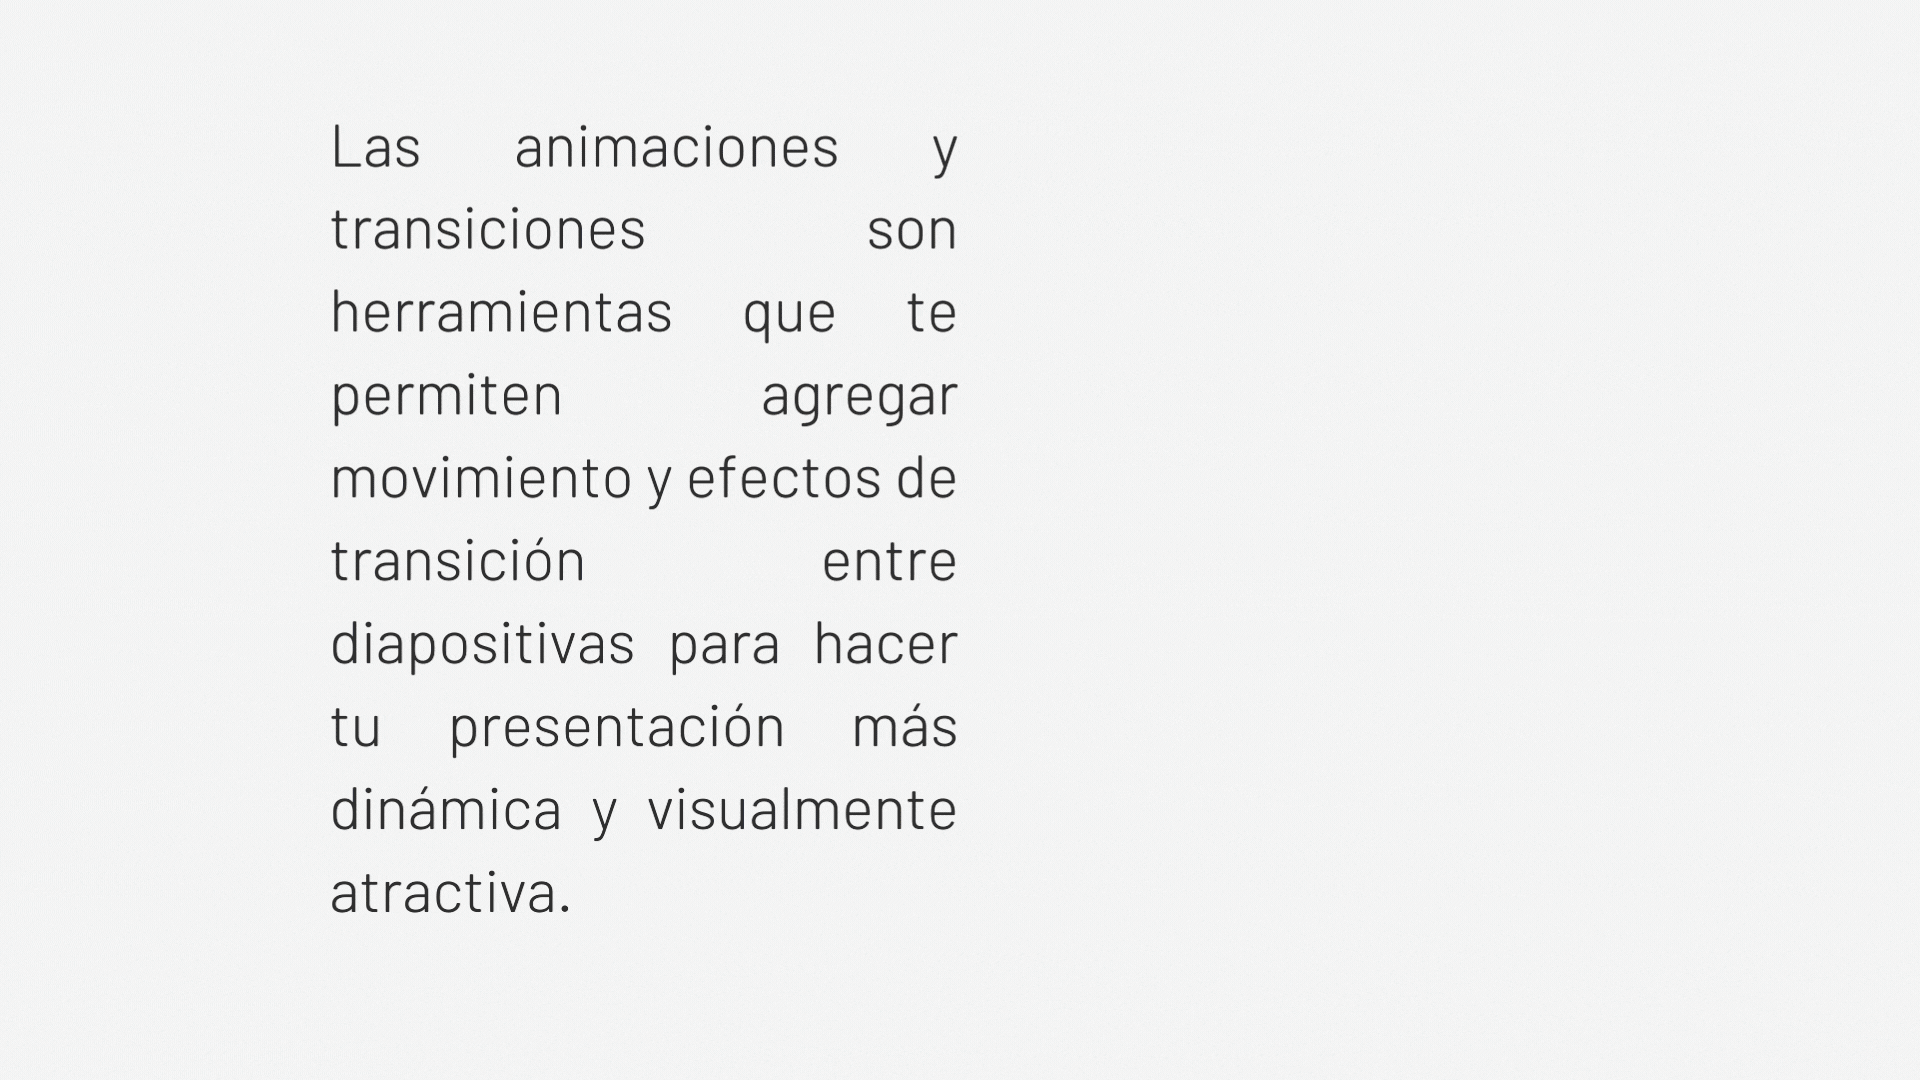 Las animaciones y
transiciones son
herramientas que te
permiten agregar
movimiento y efectos de
transición entre
diapositivas para hacer
tu presentación más
dinámica y visualmente
atractiva.